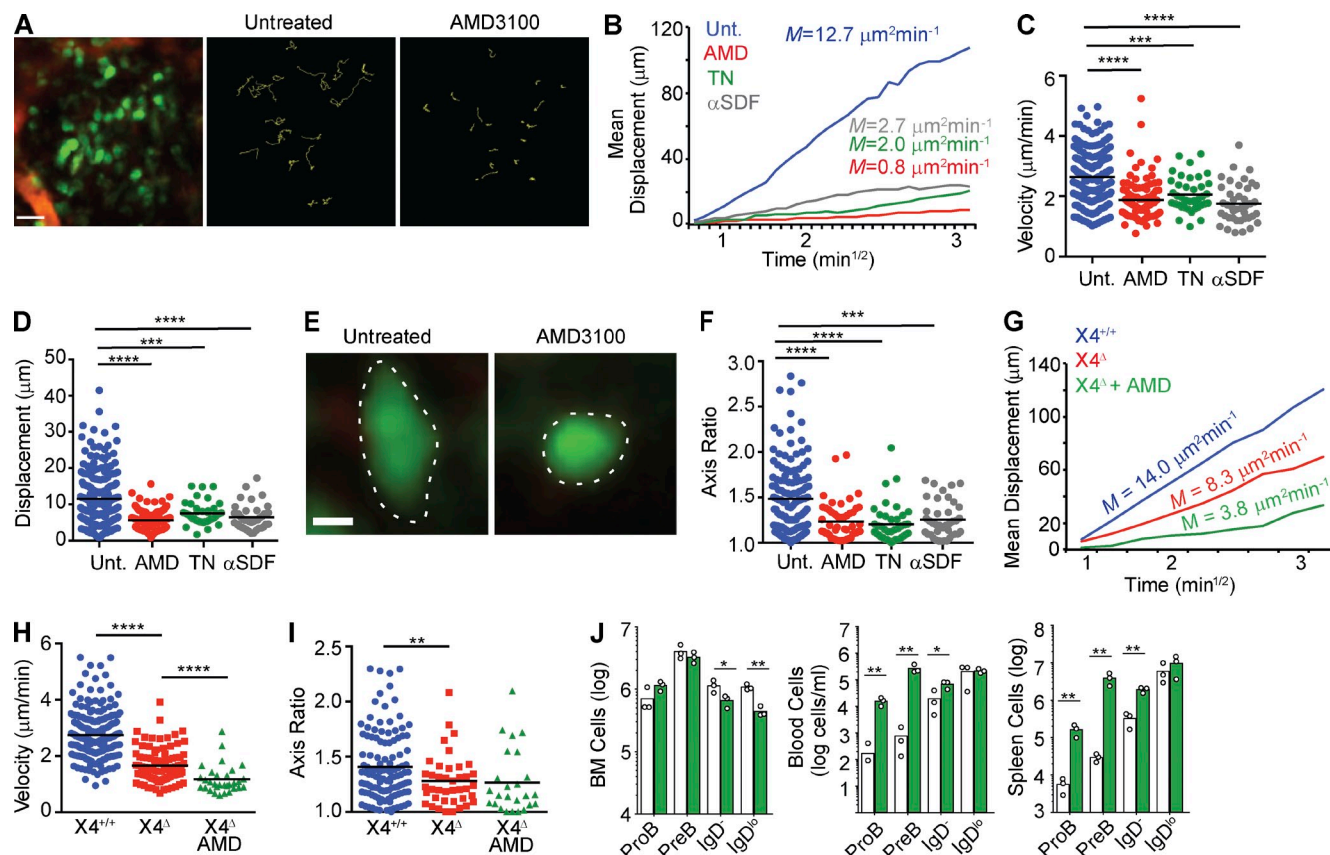 A
Untreated
AMD3100
B
Mean
Displacement (μm)
120
80
40
0
Unt.
AMD
TN
αSDF
M=12.7 μm²min⁻¹
M=2.7 μm²min⁻¹
M=2.0 μm²min⁻¹
M=0.8 μm²min⁻¹
1 2 3
Time (min¹ᐟ²)
C
****
***
****
Velocity (μm/min)
6
4
2
0
Unt. AMD TN αSDF
D
****
***
****
Displacement (μm)
50
40
30
20
10
0
Unt. AMD TN αSDF
E
Untreated
AMD3100
F
***
****
****
Axis Ratio
3.0
2.5
2.0
1.5
1.0
Unt. AMD TN αSDF
G
X4⁺ᐟ⁺
X4^Δ
X4^Δ + AMD
Mean Displacement (μm)
140
100
60
20
0
M = 14.0 μm²min⁻¹
M = 8.3 μm²min⁻¹
M = 3.8 μm²min⁻¹
1 2 3
Time (min¹ᐟ²)
H
****
****
Velocity (μm/min)
6
4
2
0
X4⁺ᐟ⁺ X4^Δ X4^Δ
AMD
I
**
Axis Ratio
2.5
2.0
1.5
1.0
X4⁺ᐟ⁺ X4^Δ X4^Δ
AMD
J
BM Cells (log)
7
6
5
4
* **
ProB PreB IgD⁻ IgD^lo
Blood Cells
(log cells/ml)
7
6
5
4
3
2
1
** ** *
ProB PreB IgD⁻ IgD^lo
Spleen Cells (log)
8
7
6
5
4
3
** ** **
ProB PreB IgD⁻ IgD^lo